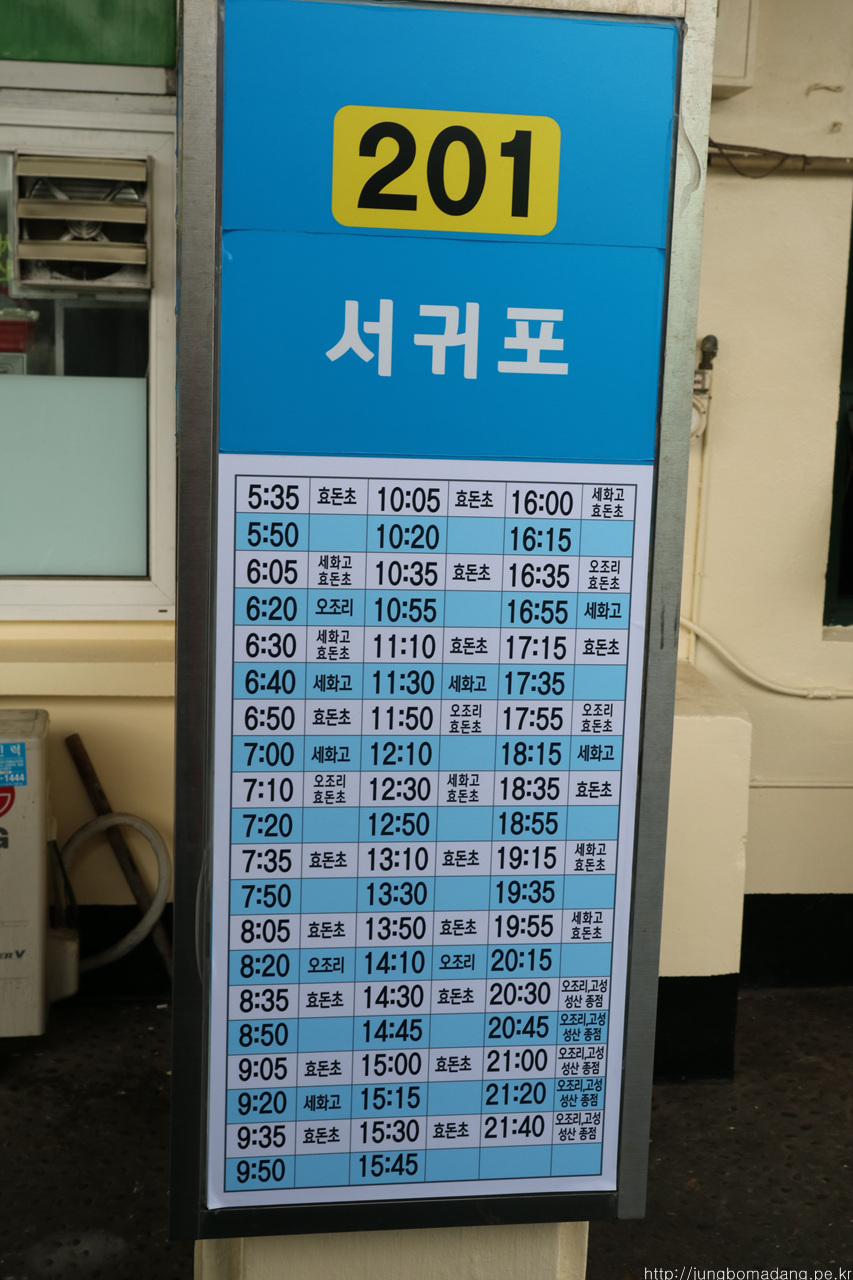 201
서귀포
5:35 효돈초 10:05 효돈초 16:00 세화고 효돈초
5:50 10:20 16:15
6:05 세화고 효돈초 10:35 효돈초 16:35 오조리 효돈초
6:20 오조리 10:55 16:55 세화고
6:30 세화고 효돈초 11:10 효돈초 17:15 효돈초
6:40 세화고 11:30 세화고 17:35
6:50 효돈초 11:50 오조리 효돈초 17:55 오조리 효돈초
7:00 세화고 12:10 18:15 세화고
7:10 오조리 효돈초 12:30 세화고 효돈초 18:35 효돈초
7:20 12:50 18:55
7:35 효돈초 13:10 효돈초 19:15 세화고 효돈초
7:50 13:30 19:35
8:05 효돈초 13:50 효돈초 19:55 세화고 효돈초
8:20 오조리 14:10 오조리 20:15
8:35 효돈초 14:30 효돈초 20:30 오조리,고성 성산 종점
8:50 14:45 20:45 오조리,고성 성산 종점
9:05 효돈초 15:00 효돈초 21:00 오조리,고성 성산 종점
9:20 세화고 15:15 21:20 오조리,고성 성산 종점
9:35 효돈초 15:30 효돈초 21:40 오조리,고성 성산 종점
9:50 15:45
-1444
http://jungbomadang.pe.kr